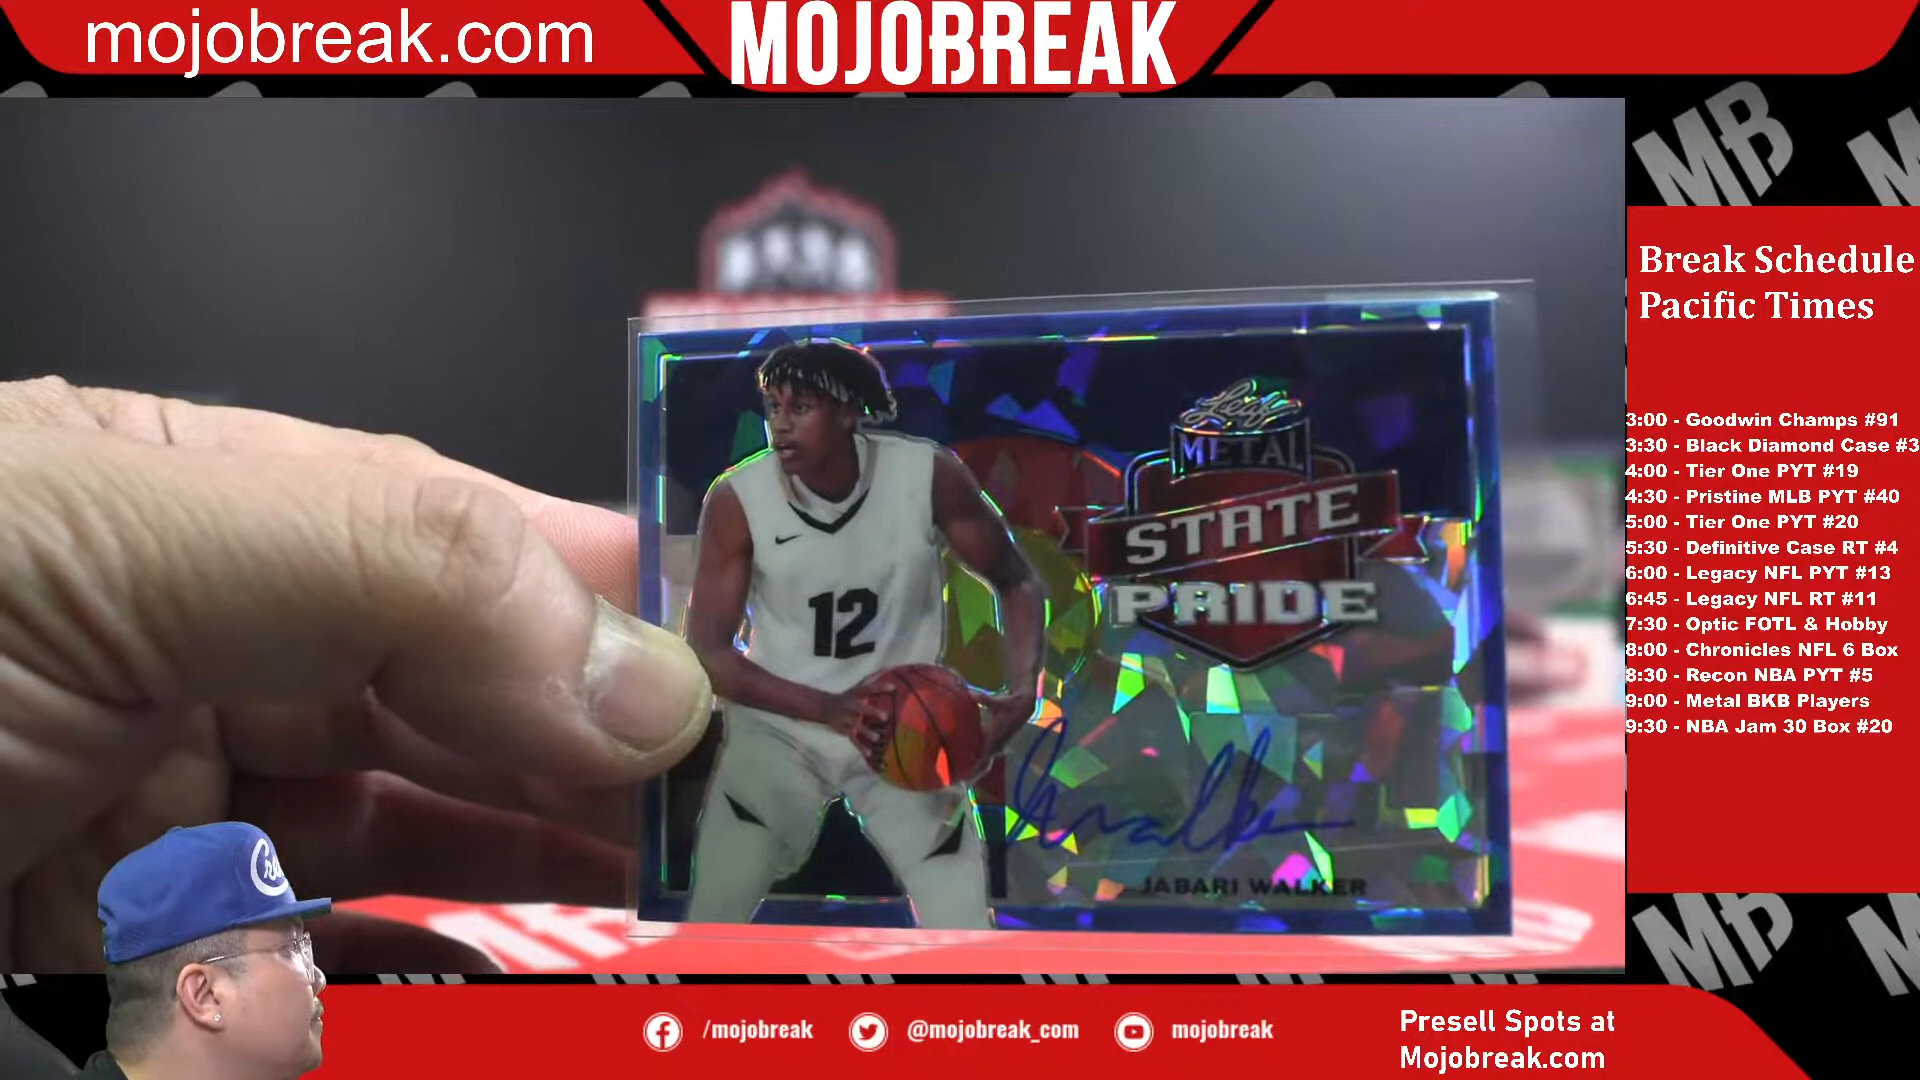 mojobreak.com
MOJOBREAK
MB
Break Schedule
Pacific Times
3:00 - Goodwin Champs #91
3:30 - Black Diamond Case #3
4:00 - Tier One PYT #19
4:30 - Pristine MLB PYT #40
5:00 - Tier One PYT #20
5:30 - Definitive Case RT #4
6:00 - Legacy NFL PYT #13
6:45 - Legacy NFL RT #11
7:30 - Optic FOTL & Hobby
8:00 - Chronicles NFL 6 Box
8:30 - Recon NBA PYT #5
9:00 - Metal BKB Players
9:30 - NBA Jam 30 Box #20
Leaf
METAL
STATE
PRIDE
12
JABARI WALKER
MB
MB
/mojobreak
@mojobreak_com
mojobreak
Presell Spots at
Mojobreak.com